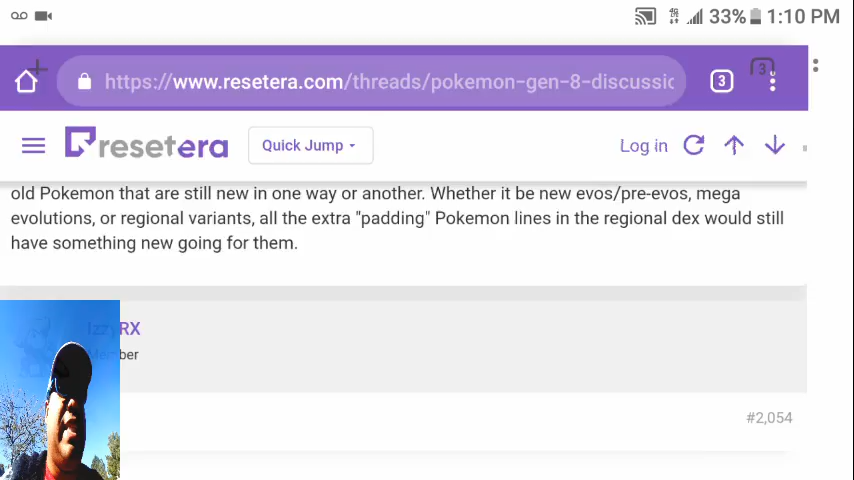 33% 1:10 PM
https://www.resetera.com/threads/pokemon-gen-8-discussic 3 3
resetera Quick Jump Log in
old Pokemon that are still new in one way or another. Whether it be new evos/pre-evos, mega
evolutions, or regional variants, all the extra "padding" Pokemon lines in the regional dex would still
have something new going for them.
IzzyRX
Member
#2,054